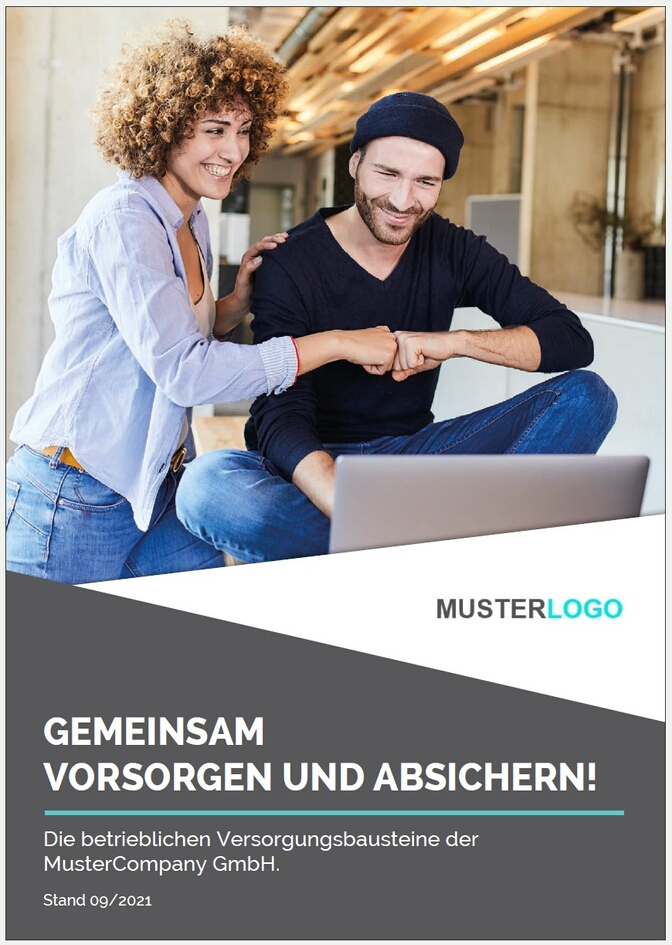 MUSTERLOGO
GEMEINSAM
VORSORGEN UND ABSICHERN!
Die betrieblichen Versorgungsbausteine der
MusterCompany GmbH.
Stand 09/2021